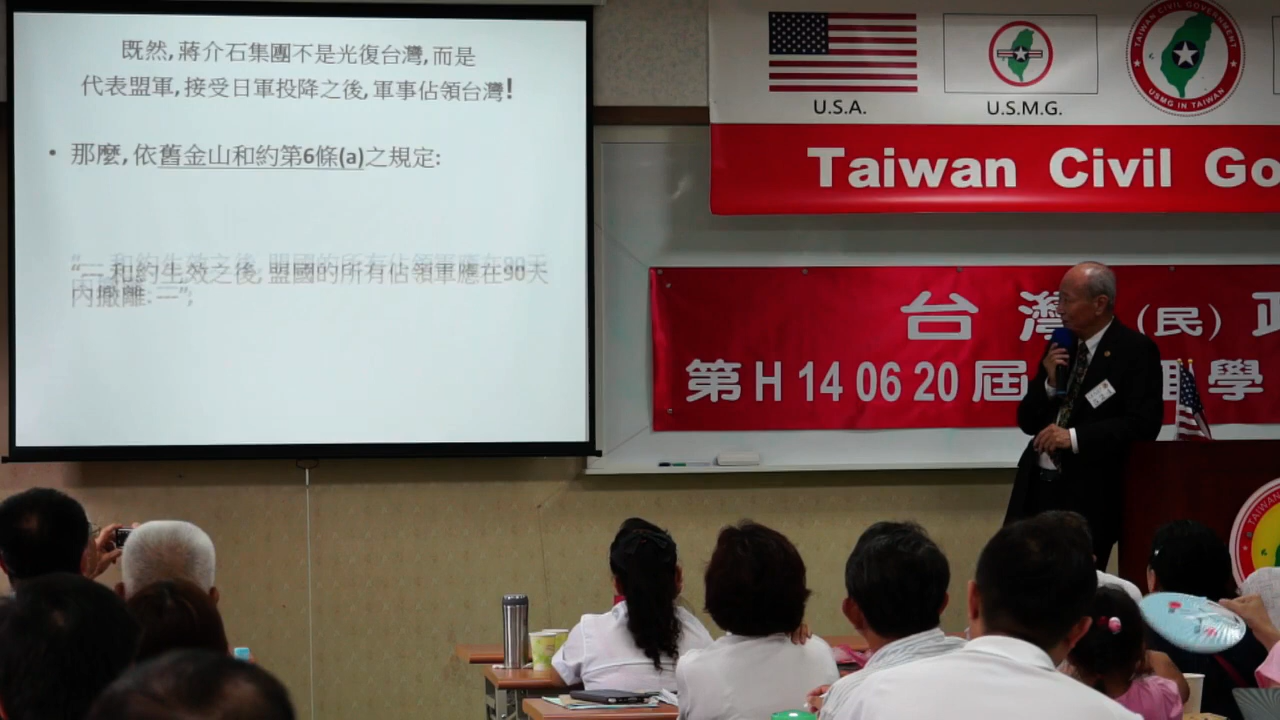 既然, 蔣介石集團不是光復台灣, 而是
代表盟軍, 接受日軍投降之後, 軍事佔領台灣!
• 那麼, 依舊金山和約第6條(a)之規定:
“--- 和約生效之後, 盟國的所有佔領軍應在90天
內搬離: ---”;
U.S.A.
U.S.M.G.
TAIWAN CIVIL GOVERNMENT
USMG IN TAIWAN
Taiwan Civil Go
台 灣 (民)
第 H 14 06 20 屆
學